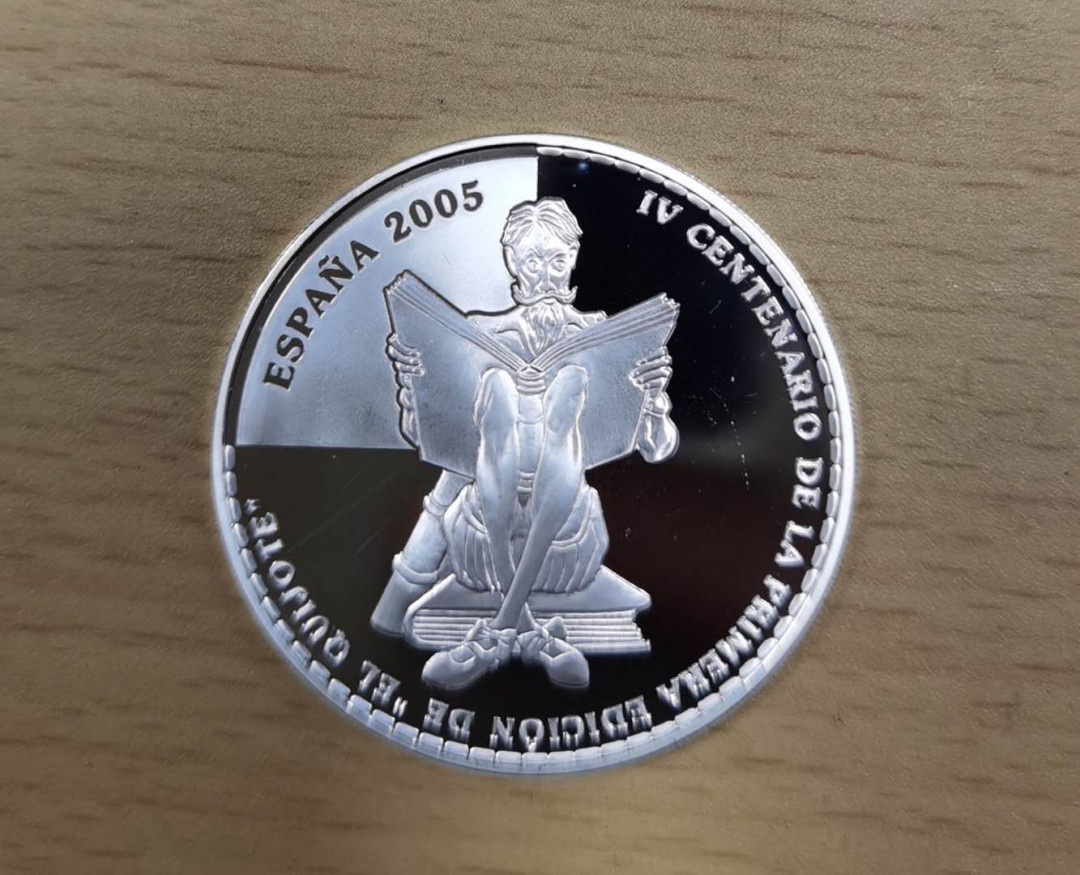 ESPAÑA 2005
IV CENTENARIO DE LA PRIMERA EDICIÓN DE "EL QUIJOTE"